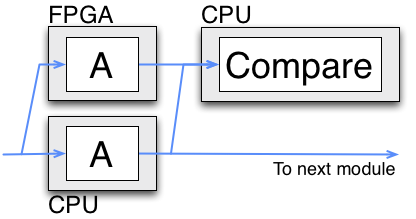 FPGA
CPU
A
Compare
A
To next module
CPU